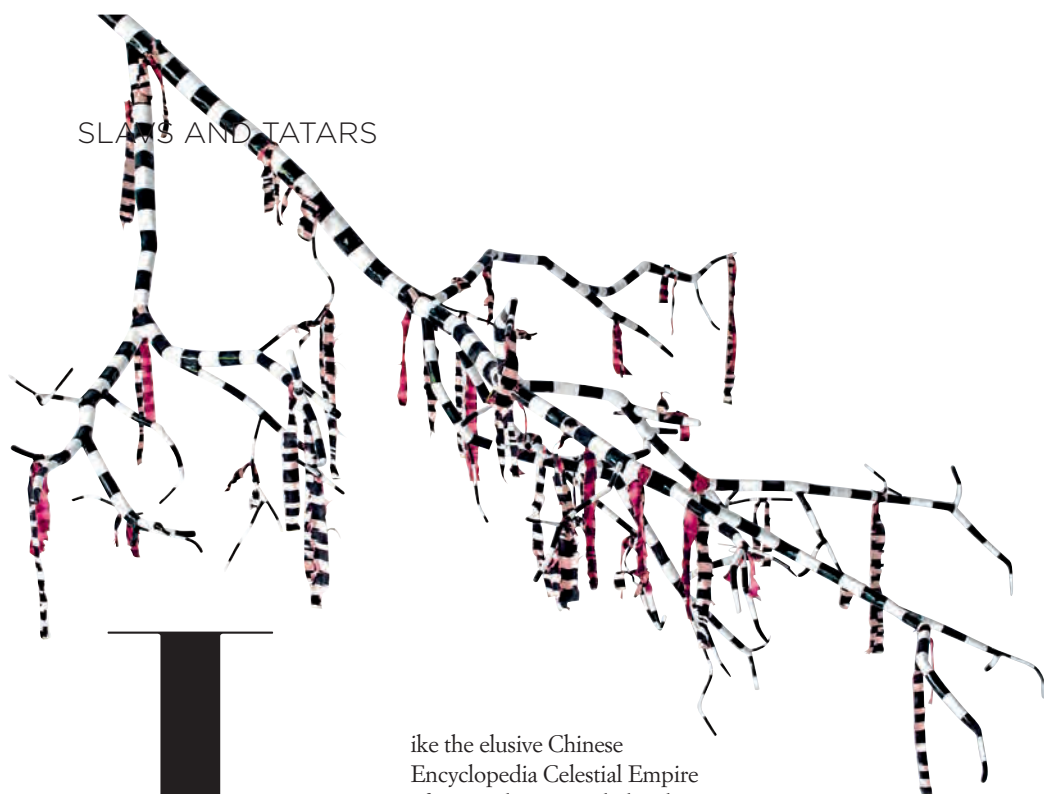 SLAVS AND TATARS
ike the elusive Chinese
Encyclopedia Celestial Empire